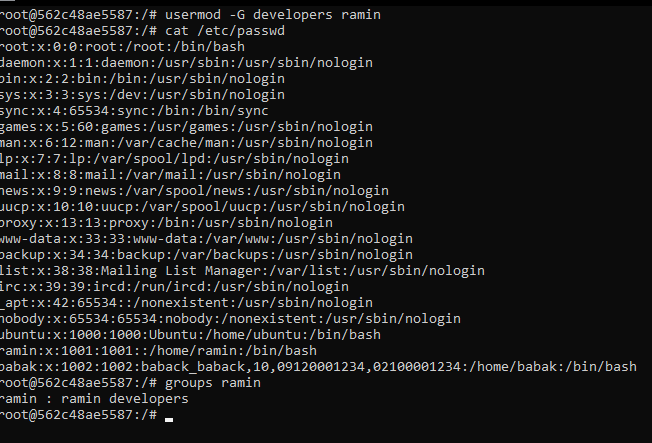 root@562c48ae5587:/# usermod -G developers ramin
root@562c48ae5587:/# cat /etc/passwd
root:x:0:0:root:/root:/bin/bash
daemon:x:1:1:daemon:/usr/sbin:/usr/sbin/nologin
bin:x:2:2:bin:/bin:/usr/sbin/nologin
sys:x:3:3:sys:/dev:/usr/sbin/nologin
sync:x:4:65534:sync:/bin:/bin/sync
games:x:5:60:games:/usr/games:/usr/sbin/nologin
man:x:6:12:man:/var/cache/man:/usr/sbin/nologin
lp:x:7:7:lp:/var/spool/lpd:/usr/sbin/nologin
mail:x:8:8:mail:/var/mail:/usr/sbin/nologin
news:x:9:9:news:/var/spool/news:/usr/sbin/nologin
uucp:x:10:10:uucp:/var/spool/uucp:/usr/sbin/nologin
proxy:x:13:13:proxy:/bin:/usr/sbin/nologin
www-data:x:33:33:www-data:/var/www:/usr/sbin/nologin
backup:x:34:34:backup:/var/backups:/usr/sbin/nologin
list:x:38:38:Mailing List Manager:/var/list:/usr/sbin/nologin
irc:x:39:39:ircd:/run/ircd:/usr/sbin/nologin
_apt:x:42:65534::/nonexistent:/usr/sbin/nologin
nobody:x:65534:65534:nobody:/nonexistent:/usr/sbin/nologin
ubuntu:x:1000:1000:Ubuntu:/home/ubuntu:/bin/bash
ramin:x:1001:1001::/home/ramin:/bin/bash
babak:x:1002:1002:baback_baback,10,09120001234,02100001234:/home/babak:/bin/bash
root@562c48ae5587:/# groups ramin
ramin : ramin developers
root@562c48ae5587:/#